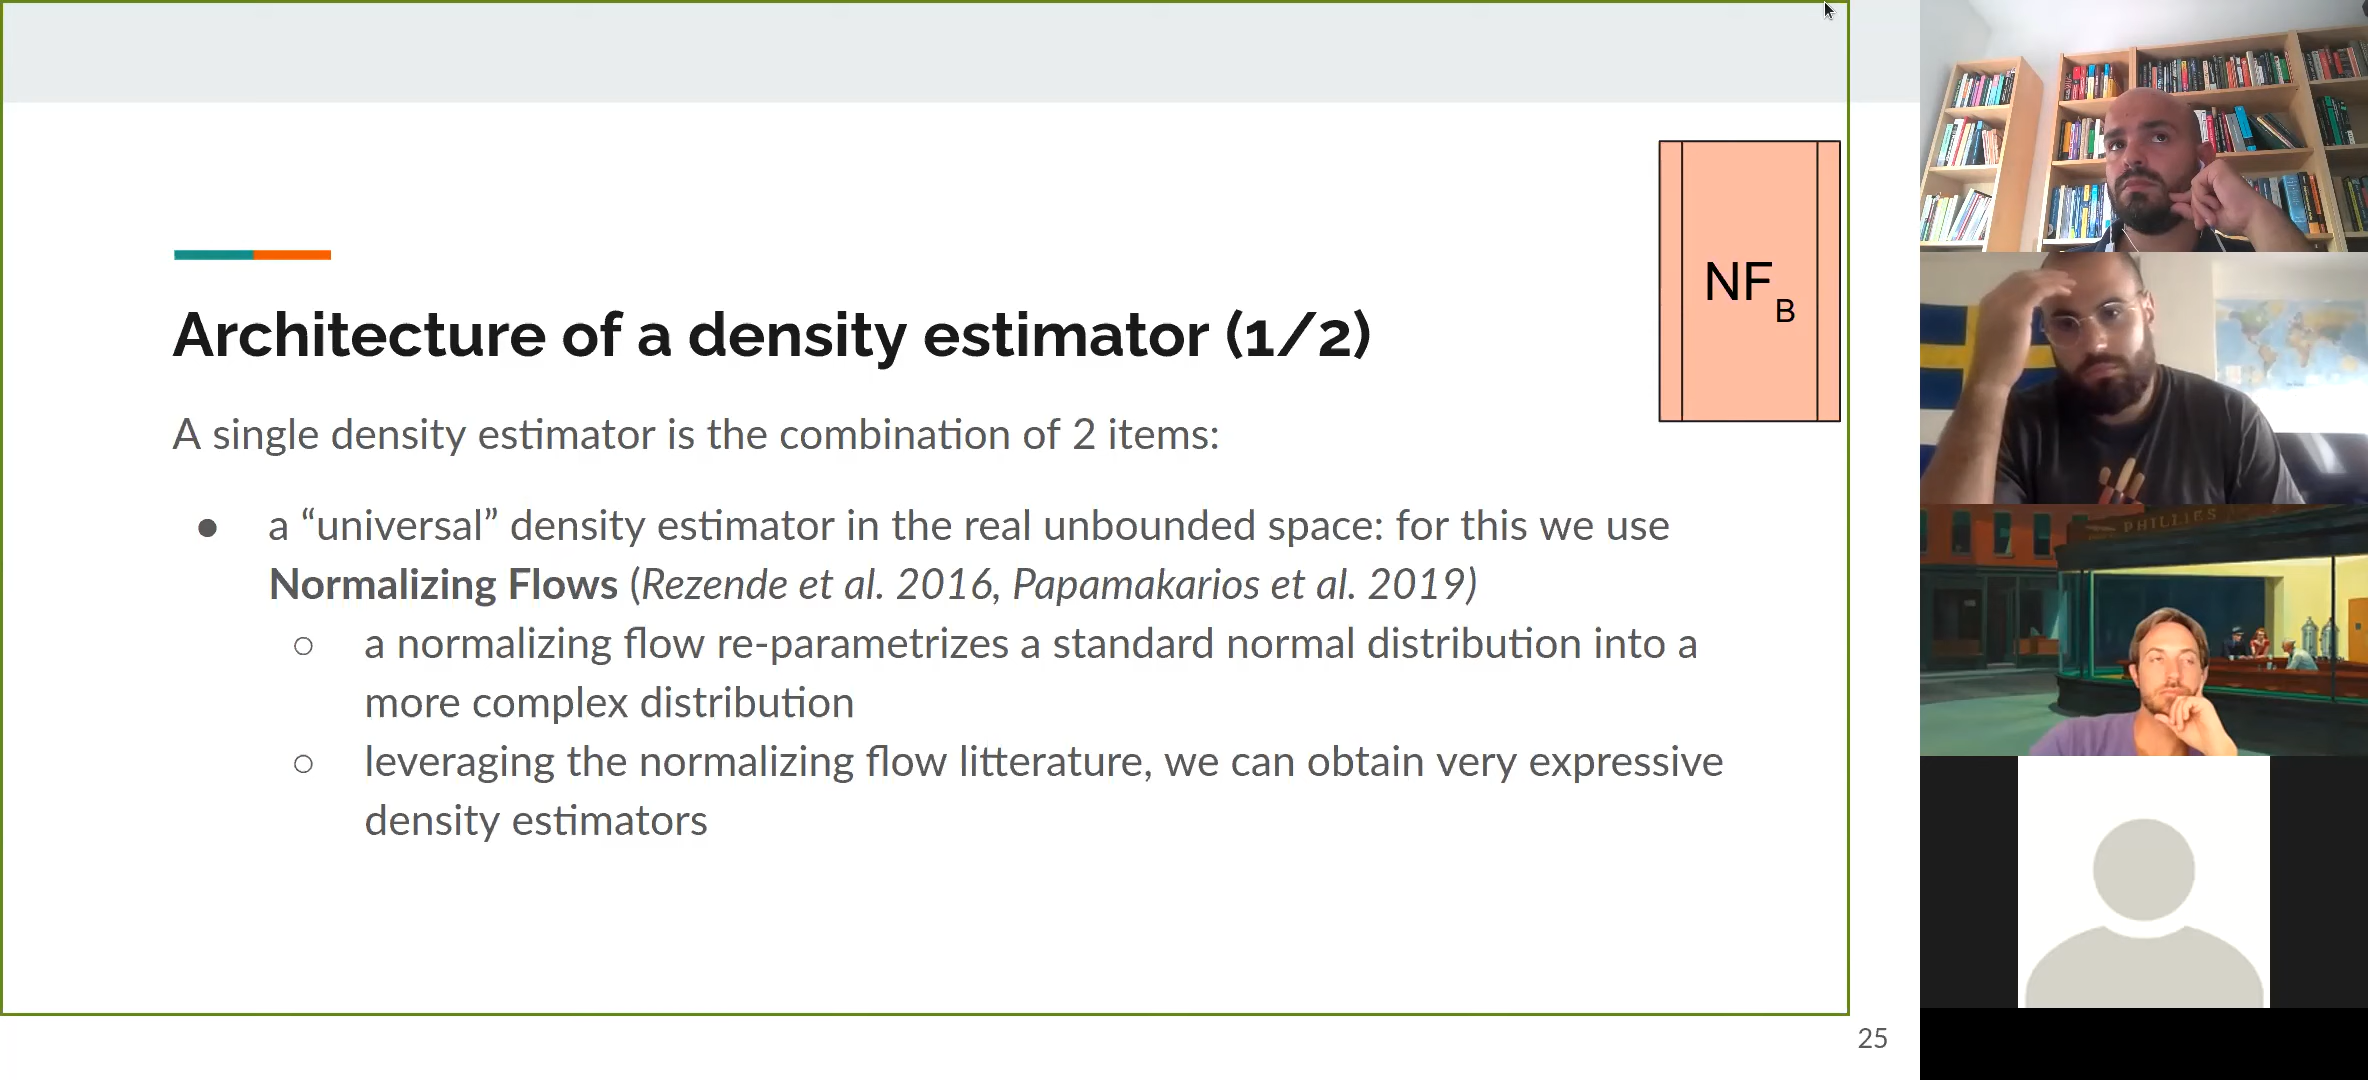 Architecture of a density estimator (1/2)
A single density estimator is the combination of 2 items:
● a “universal” density estimator in the real unbounded space: for this we use
Normalizing Flows (Rezende et al. 2016, Papamakarios et al. 2019)
○ a normalizing flow re-parametrizes a standard normal distribution into a
more complex distribution
○ leveraging the normalizing flow litterature, we can obtain very expressive
density estimators
NF
B
25
PHILLIES